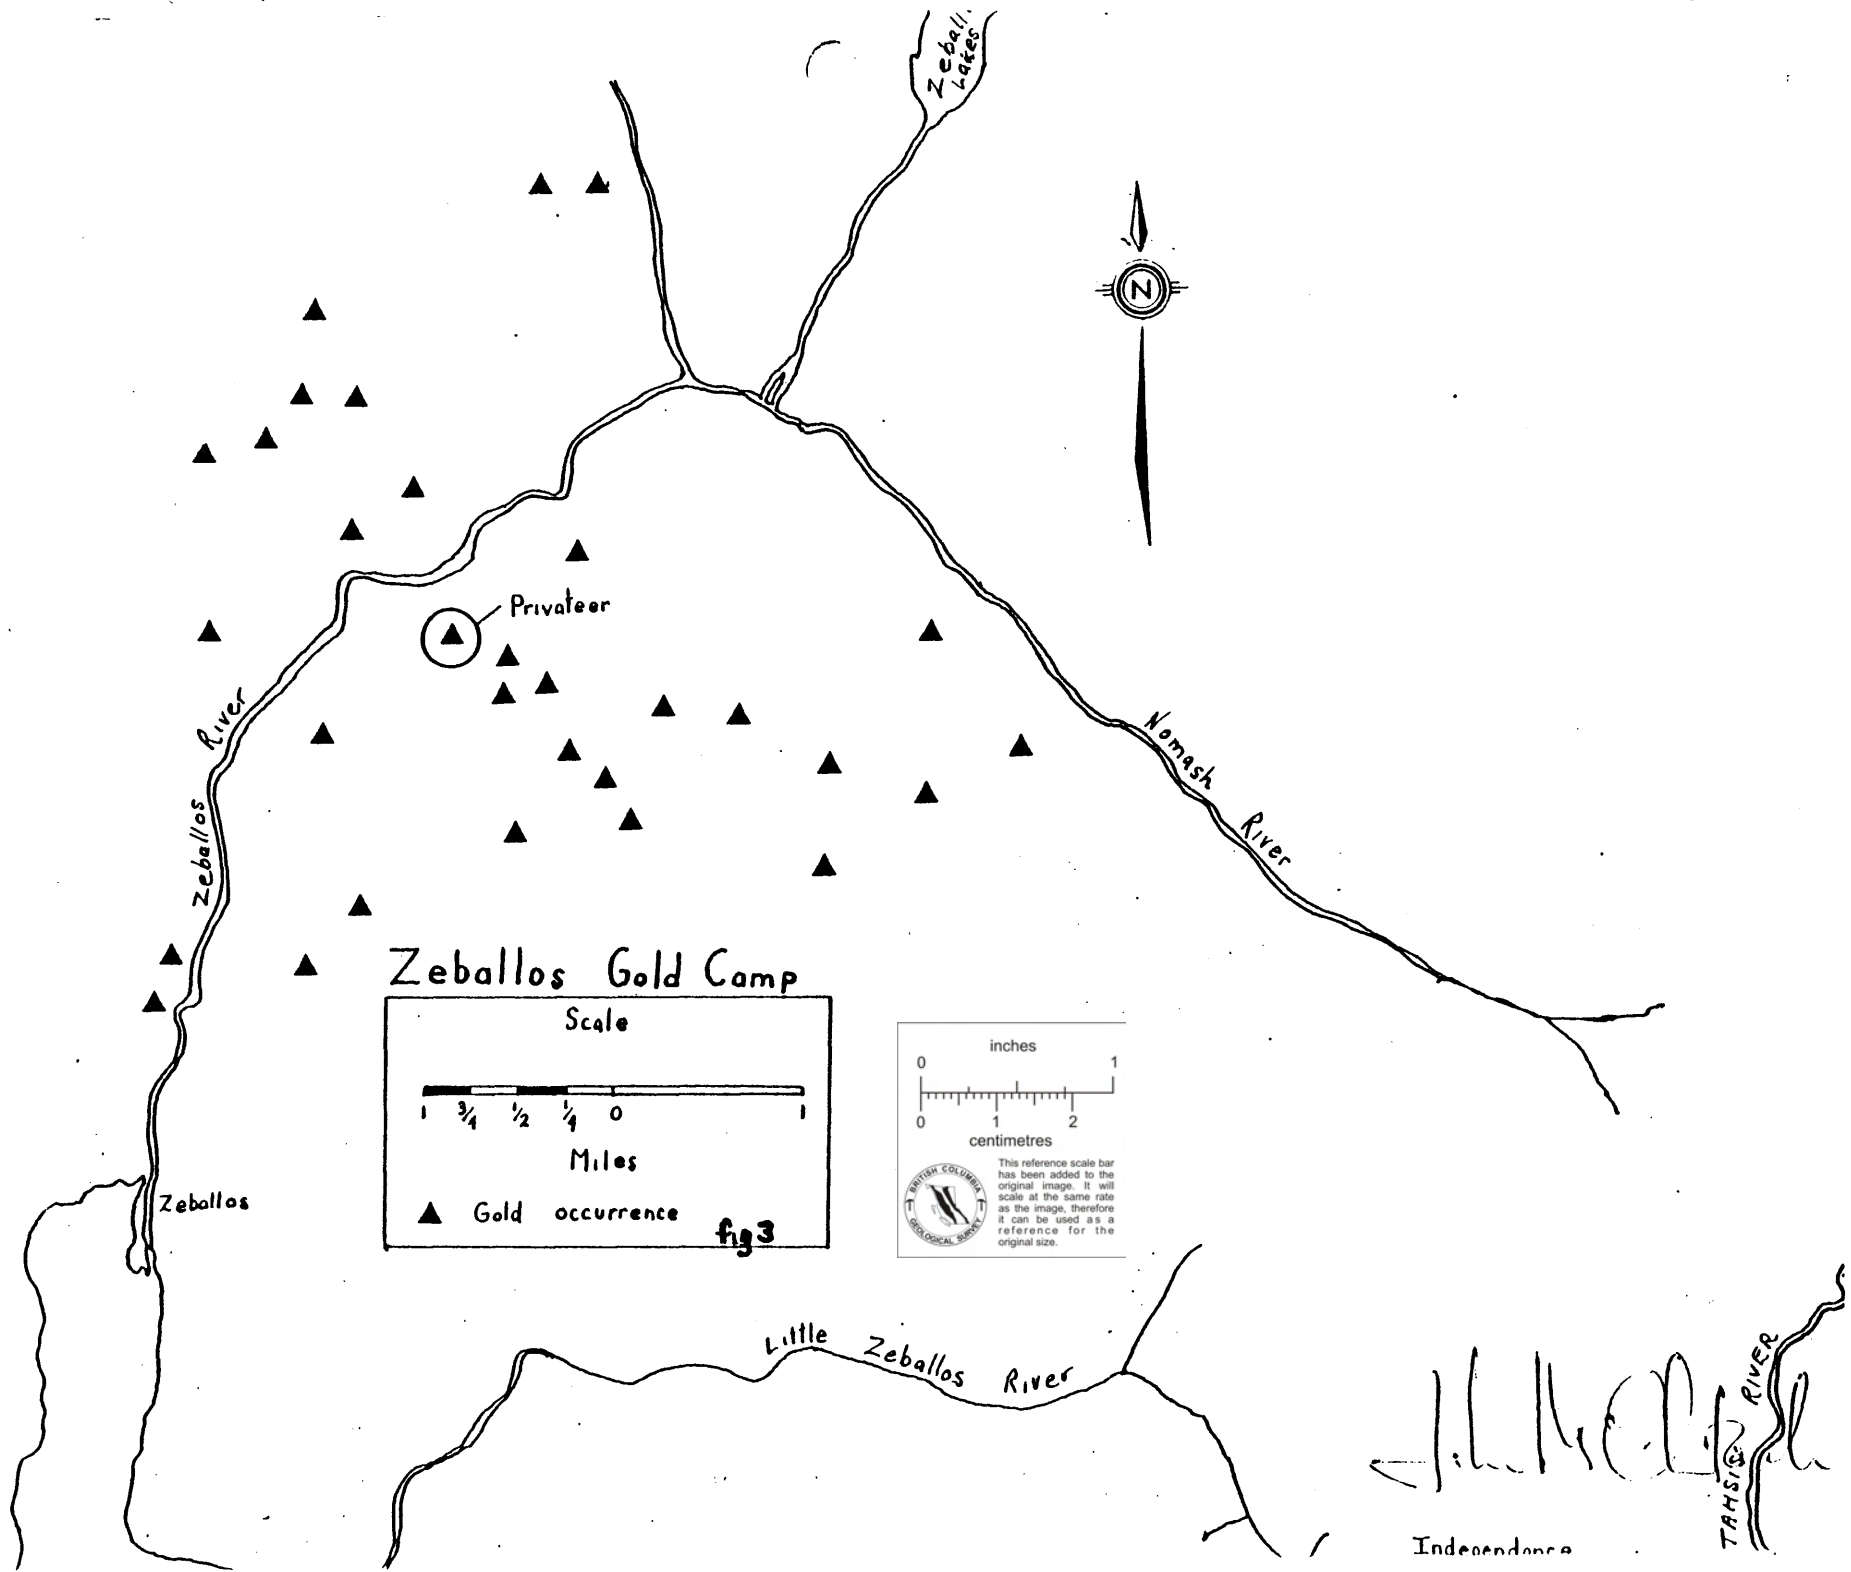 Lakes
N
Privateer
Zeballos River
Nomash River
Zeballos Gold Camp
Scale
1 3/4 1/2 1/4 0 1
Miles
▲ Gold occurrence
fig 3
inches
0 1
0 1 2
centimetres
This reference scale bar
has been added to the
original image. It will
scale at the same rate
as the image, therefore
it can be used as a
reference for the
original size.
BRITISH COLUMBIA
GEOLOGICAL SURVEY
Zeballos
Little Zeballos River
RIVER
Independence